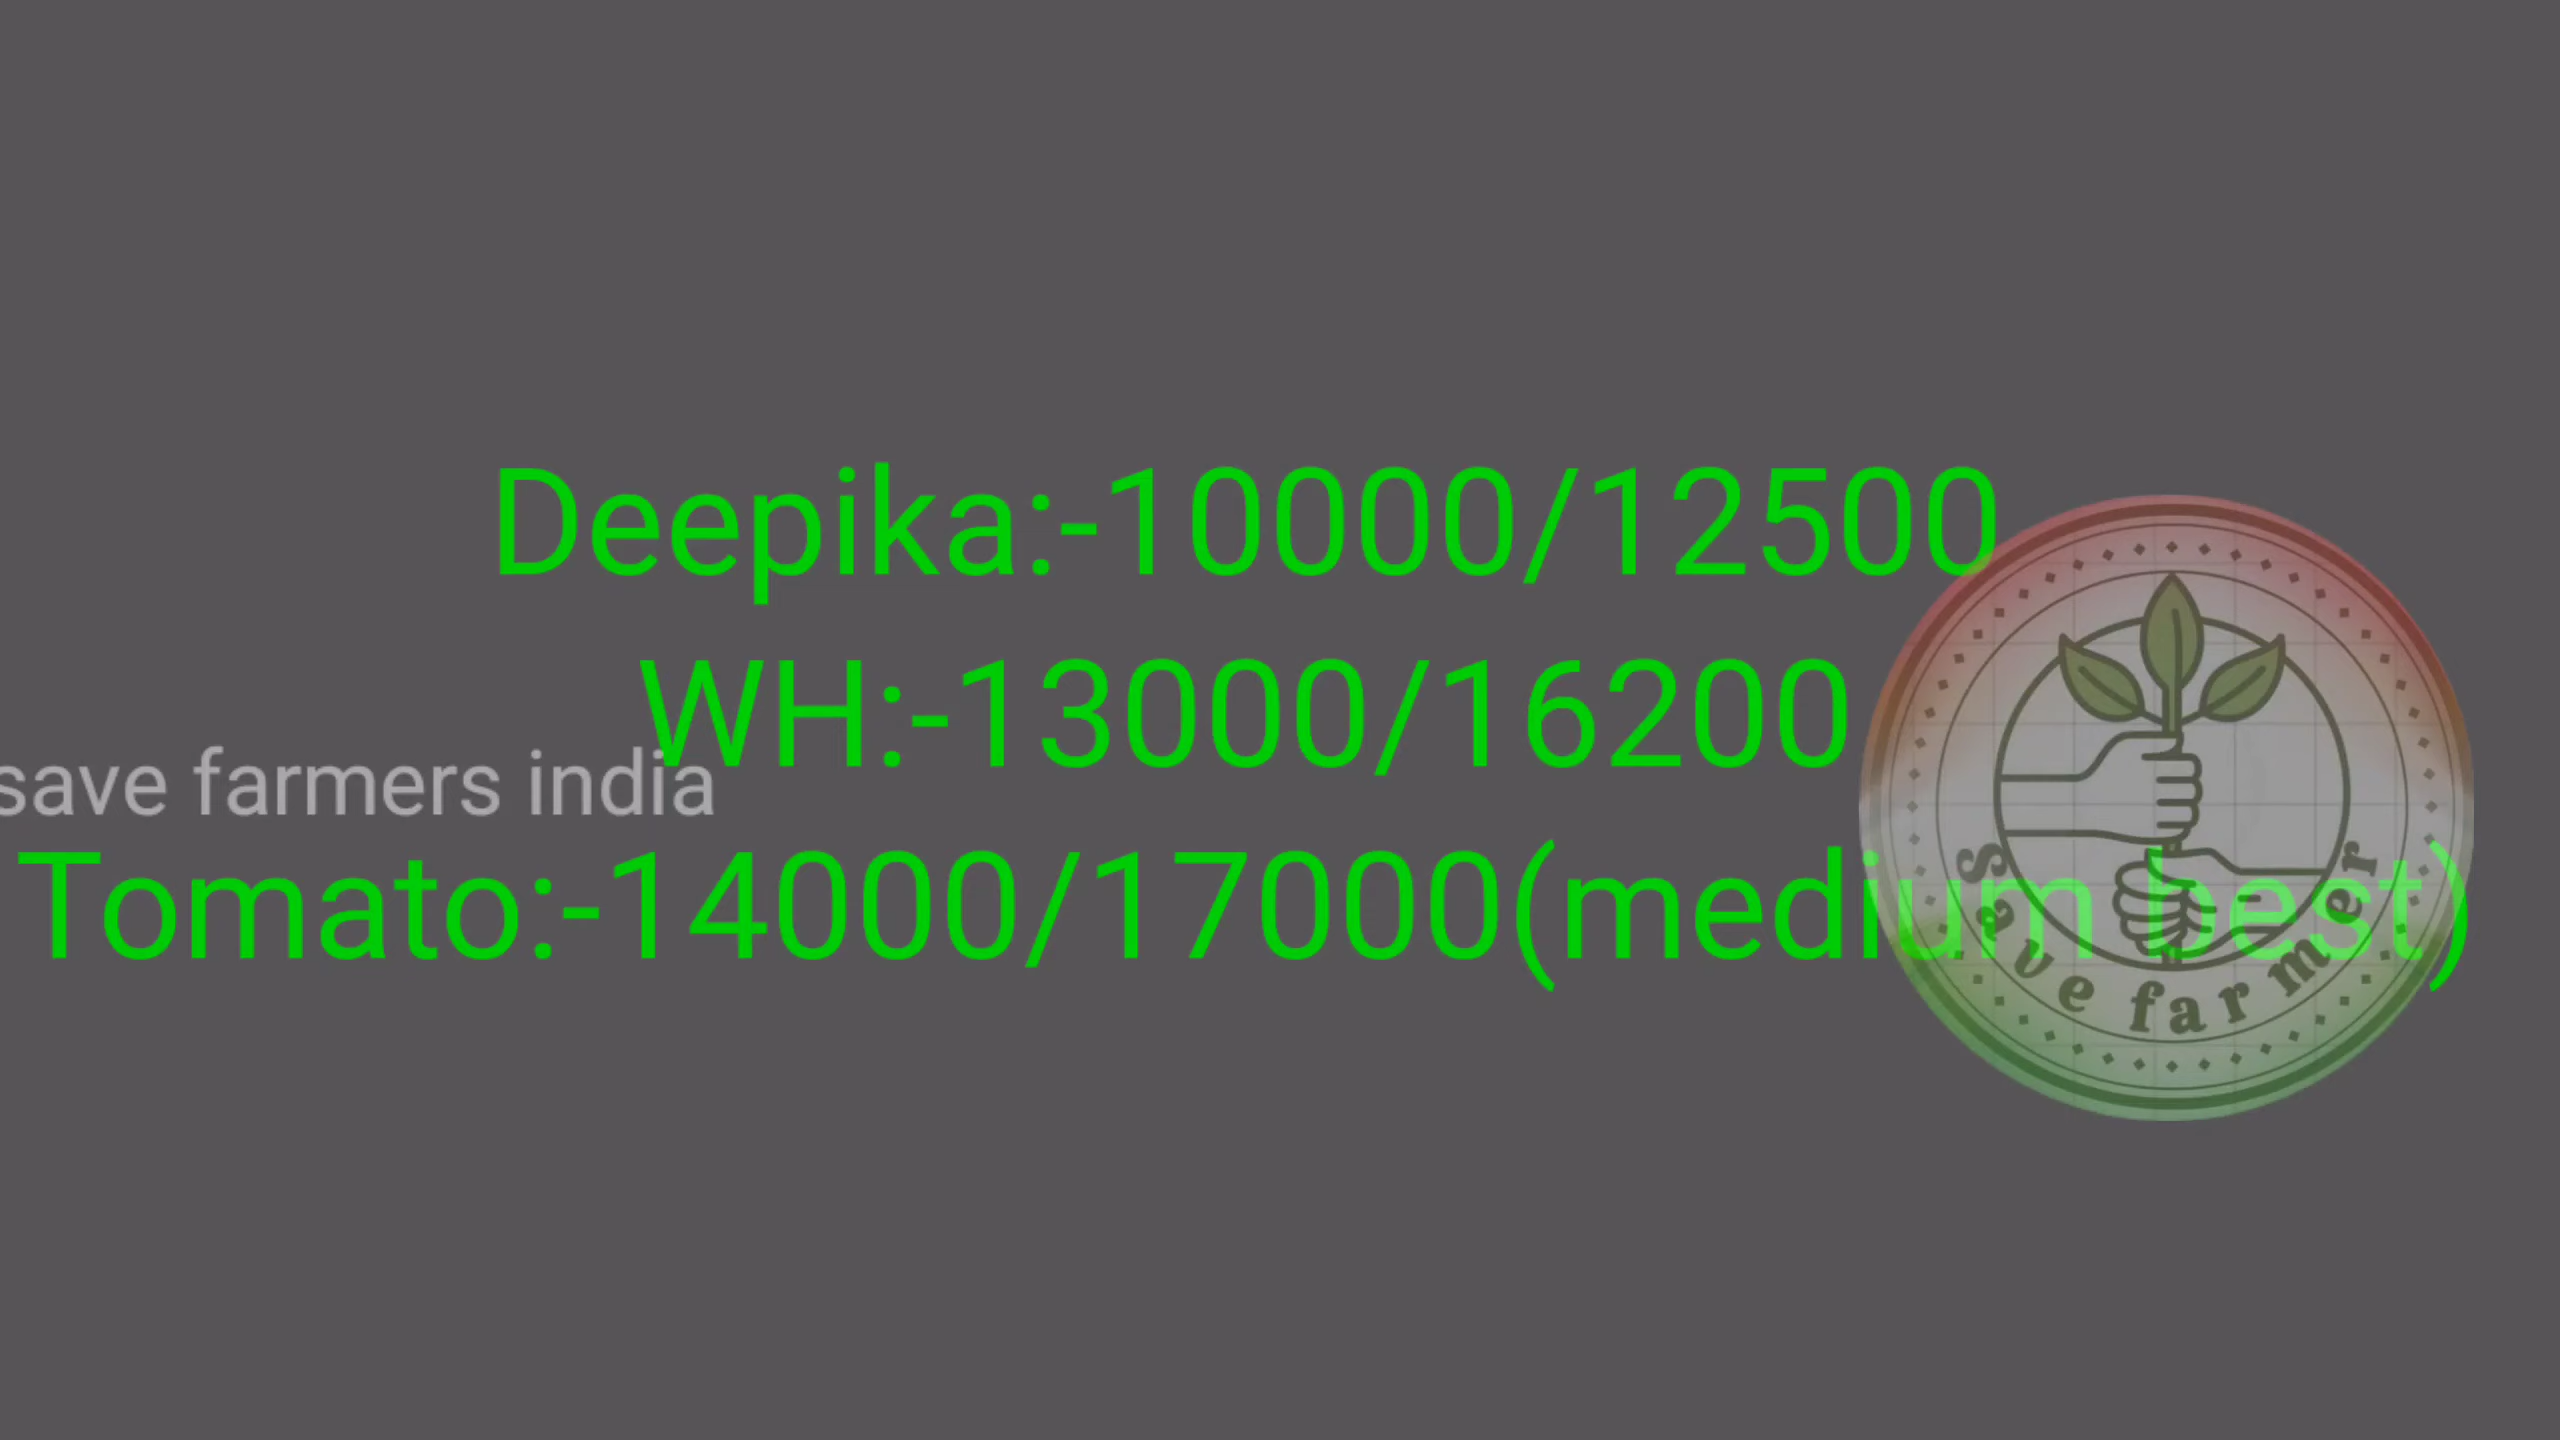 Deepika:-10000/12500
WH:-13000/16200
save farmers india
Tomato:-14000/17000(medium best)
Save farmer